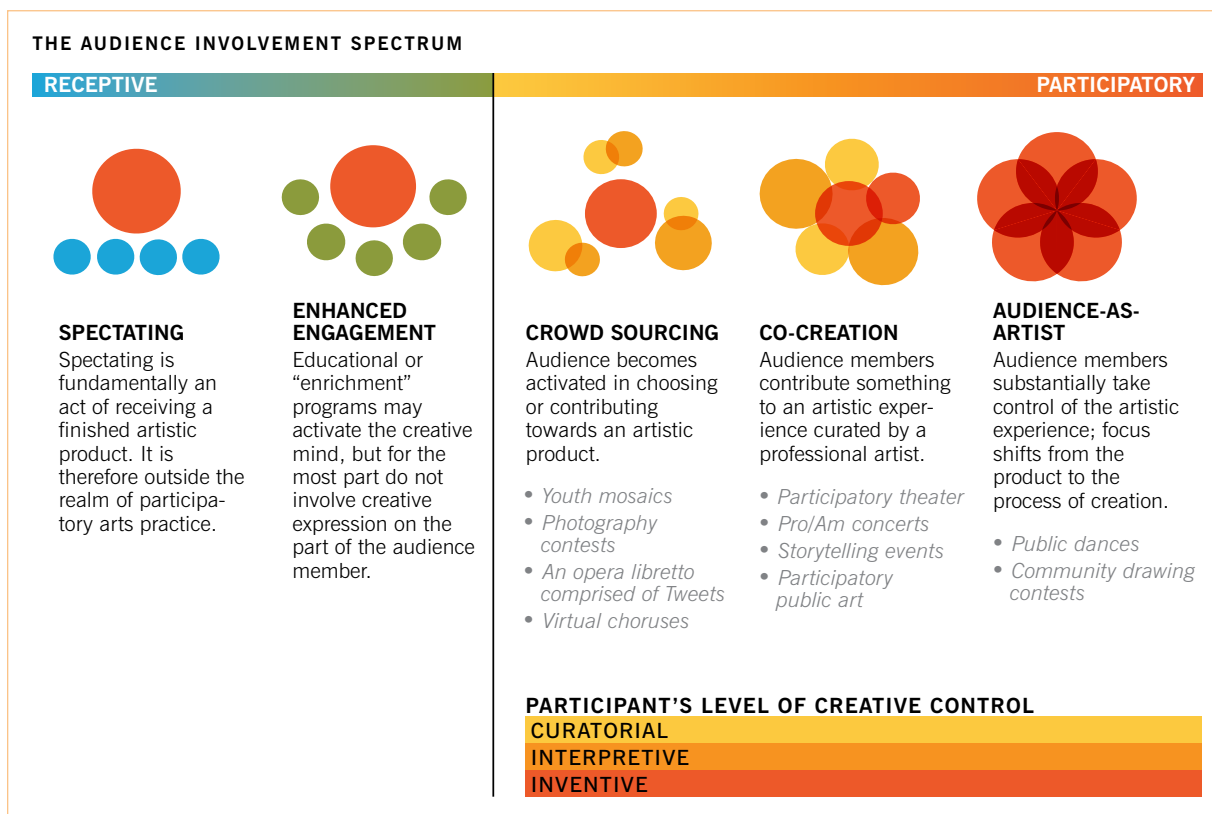 THE AUDIENCE INVOLVEMENT SPECTRUM
RECEPTIVE
PARTICIPATORY
SPECTATING
Spectating is
fundamentally an
act of receiving a
finished artistic
product. It is
therefore outside the
realm of participa-
tory arts practice.
ENHANCED
ENGAGEMENT
Educational or
“enrichment”
programs may
activate the creative
mind, but for the
most part do not
involve creative
expression on the
part of the audience
member.
CROWD SOURCING
Audience becomes
activated in choosing
or contributing
towards an artistic
product.
• Youth mosaics
• Photography
contests
• An opera libretto
comprised of Tweets
• Virtual choruses
CO-CREATION
Audience members
contribute something
to an artistic exper-
ience curated by a
professional artist.
• Participatory theater
• Pro/Am concerts
• Storytelling events
• Participatory
public art
AUDIENCE-AS-
ARTIST
Audience members
substantially take
control of the artistic
experience; focus
shifts from the
product to the
process of creation.
• Public dances
• Community drawing
contests
PARTICIPANT’S LEVEL OF CREATIVE CONTROL
CURATORIAL
INTERPRETIVE
INVENTIVE